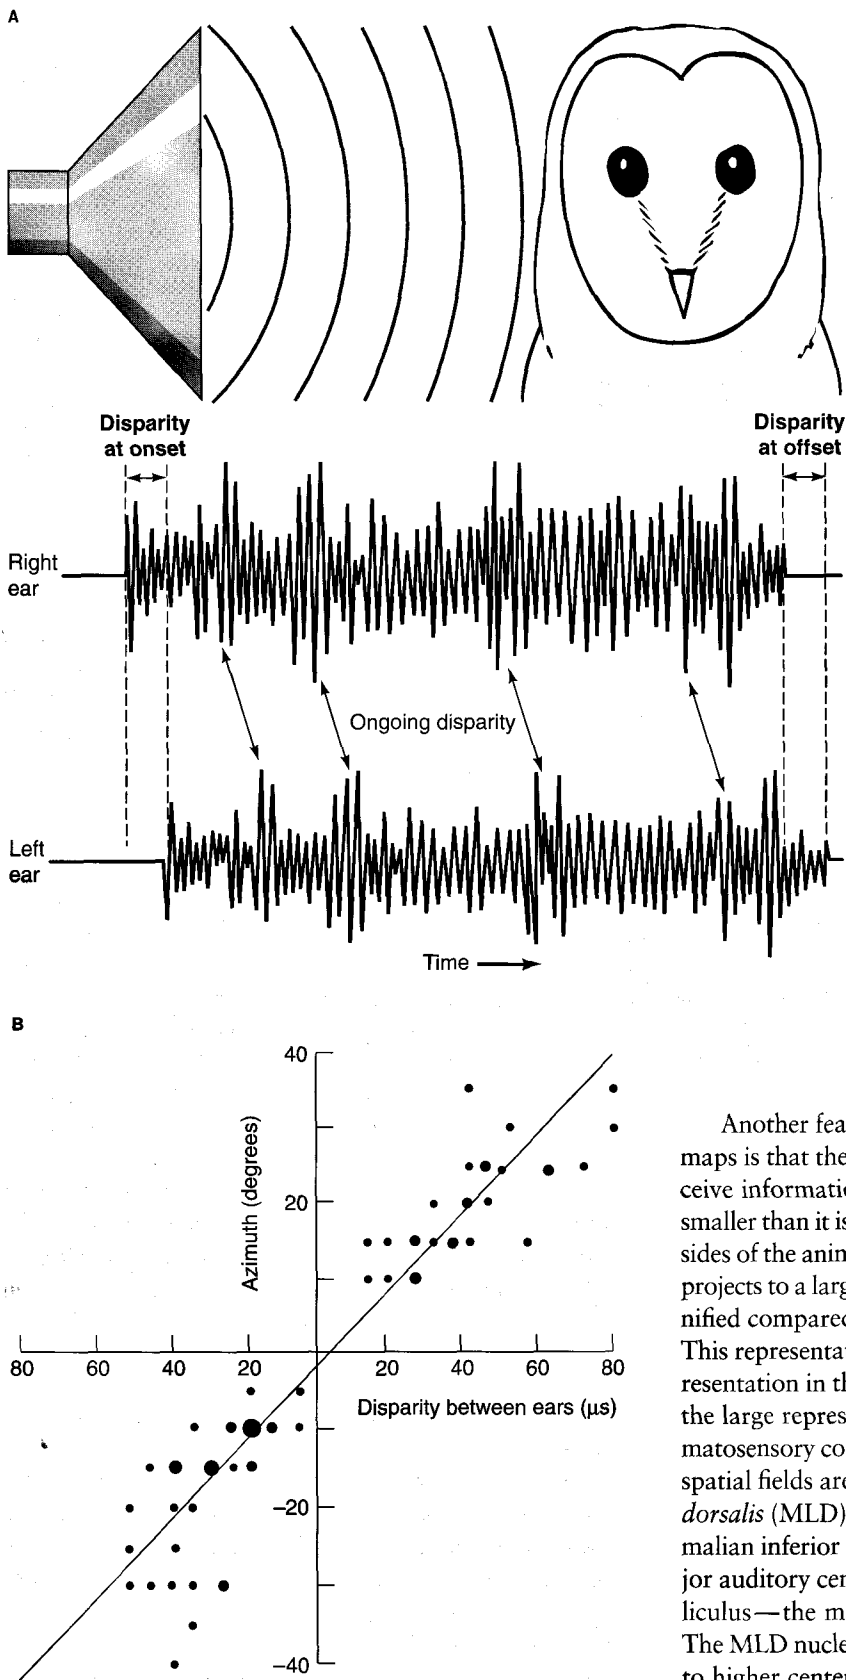 A
Disparity
at onset
Disparity
at offset
Right
ear
Ongoing disparity
Left
ear
Time
B
40
20
Azimuth (degrees)
80 60 40 20 20 40 60 80
Disparity between ears (μs)
−20
−40
Another fea
maps is that the
ceive informatio
smaller than it is
sides of the anim
projects to a larg
nified compared
This representa
resentation in th
the large repres
matosensory co
spatial fields are
dorsalis (MLD)
malian inferior
jor auditory cen
liculus—the m
The MLD nucle
to higher center